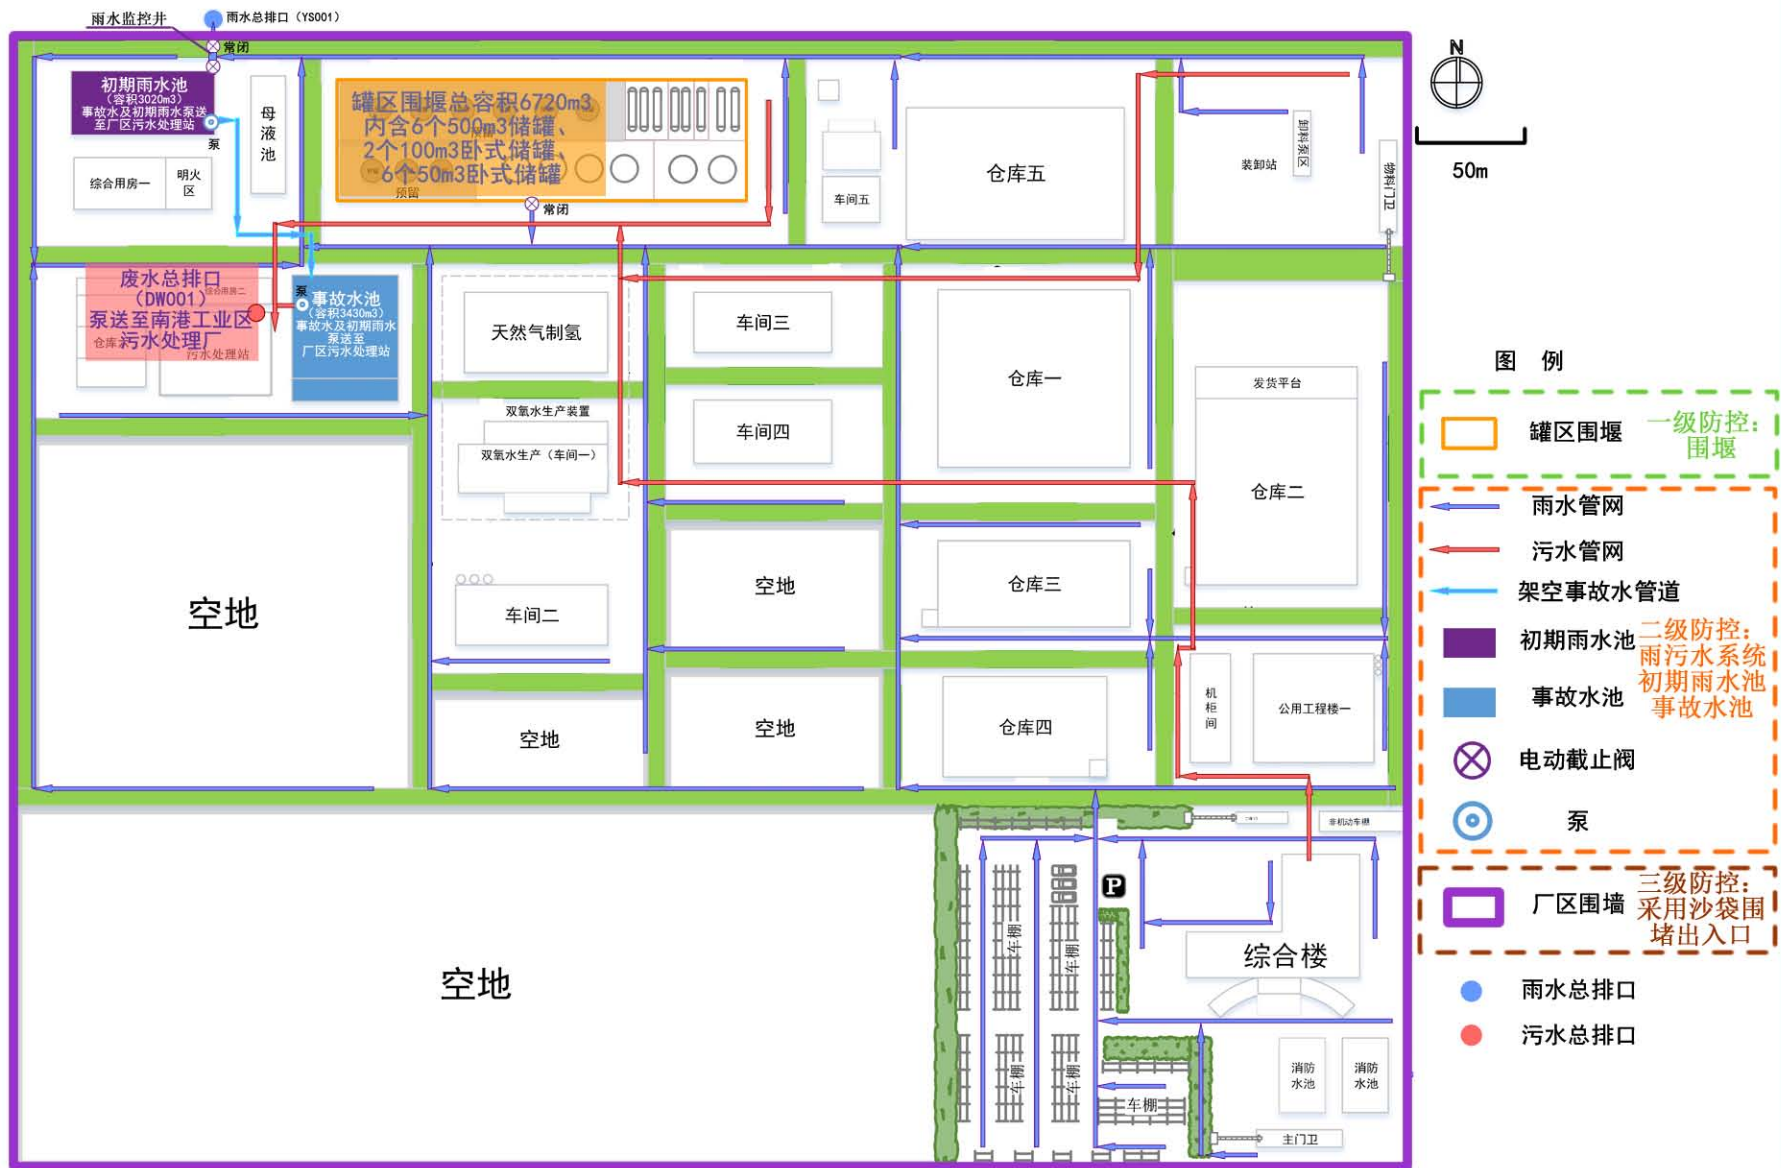 雨水监控井
雨水总排口（YS001）
常闭
初期雨水池
（容积3020m3）
事故水及初期雨水泵送
至厂区污水处理站
泵
母
液
池
综合用房一
明火
区
罐区围堰总容积6720m3
内含6个500m3储罐、
2个100m3卧式储罐、
6个50m3卧式储罐
预留
预留
常闭
车间五
仓库五
装卸站
卸料泵区
物料门卫
N
50m
废水总排口
（DW001）
泵送至南港工业区
污水处理厂
综合用房二
仓库
污水处理站
泵
事故水池
（容积3430m3）
事故水及初期雨水
泵送至
厂区污水处理站
天然气制氢
双氧水生产装置
双氧水生产（车间一）
车间二
车间三
车间四
仓库一
发货平台
仓库二
仓库三
仓库四
空地
空地
空地
空地
空地
机
柜
间
公用工程楼一
非机动车棚
P
车棚
车棚
车棚
车棚
车棚
综合楼
消防
水池
消防
水池
主门卫
图 例
罐区围堰
一级防控：
围堰
雨水管网
污水管网
架空事故水管道
初期雨水池
事故水池
二级防控：
雨污水系统
初期雨水池
事故水池
电动截止阀
泵
厂区围墙
三级防控：
采用沙袋围
堵出入口
雨水总排口
污水总排口